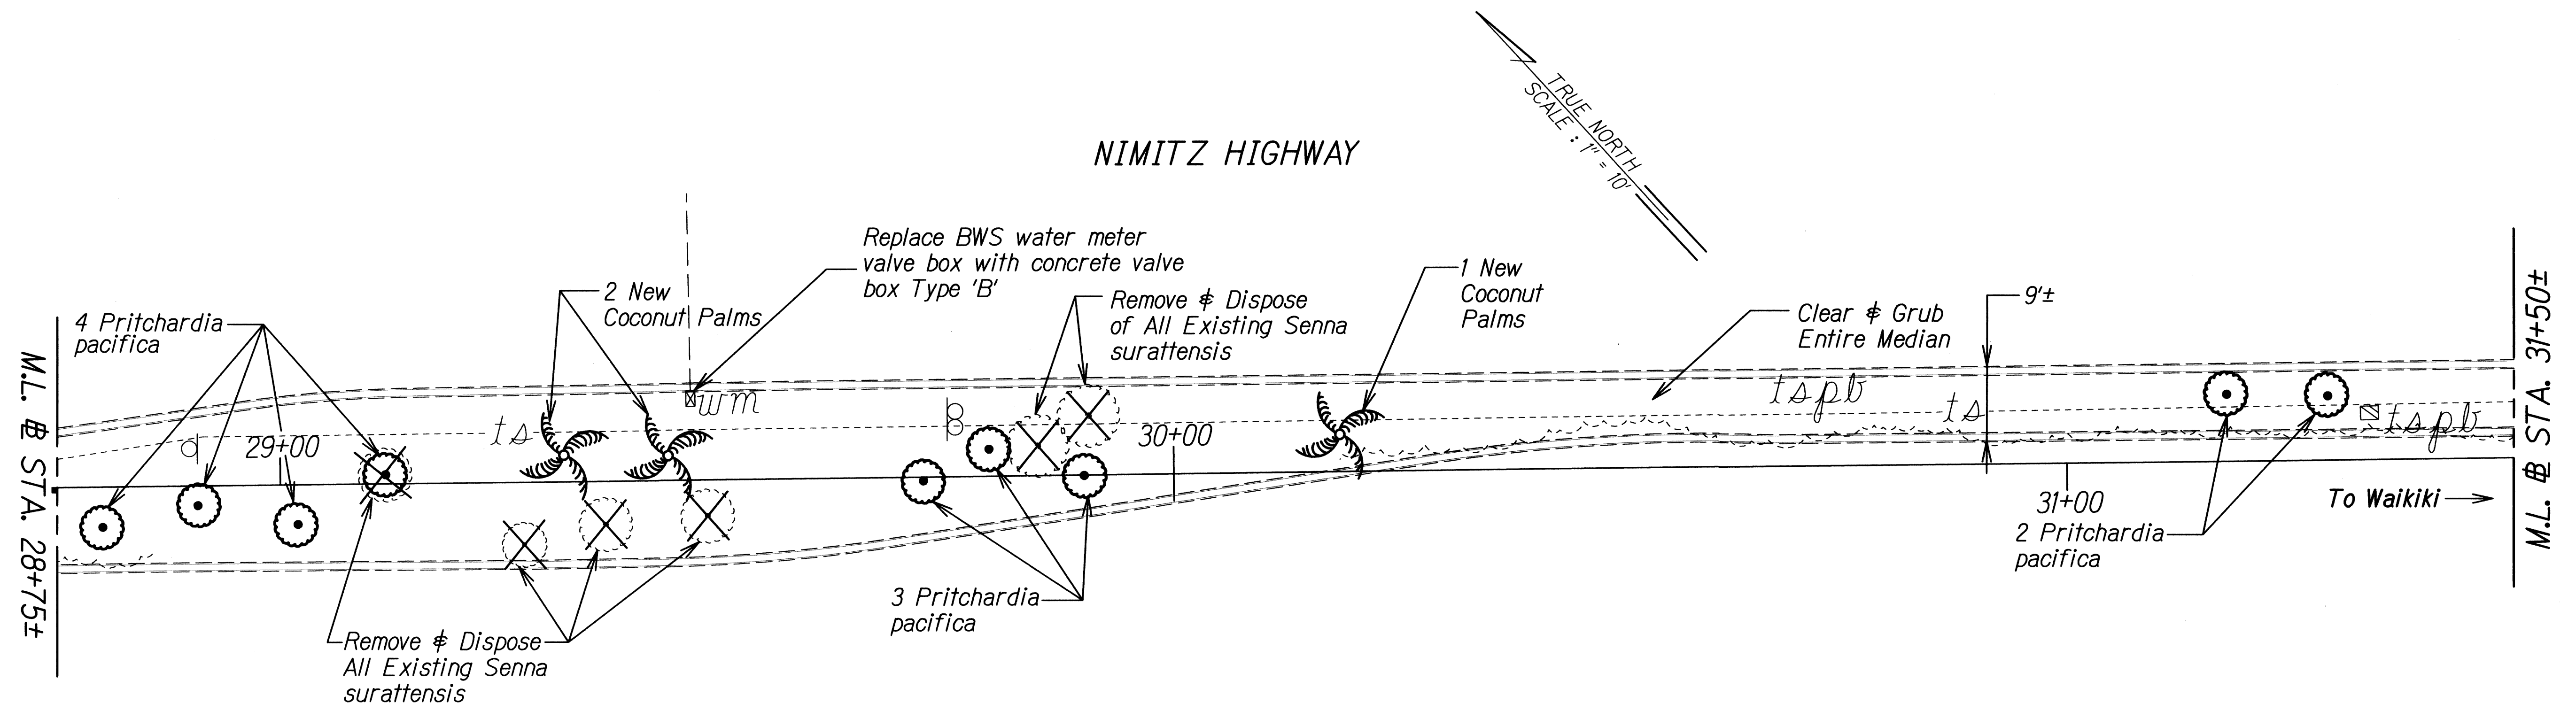 TRUE NORTH
SCALE : 1" = 10'
NIMITZ HIGHWAY
Replace BWS water meter
valve box with concrete valve
box Type 'B'
2 New
Coconut Palms
Remove & Dispose
of All Existing Senna
surattensis
1 New
Coconut
Palms
Clear & Grub
Entire Median
9'±
4 Pritchardia
pacifica
M.L. BL STA. 28+75±
M.L. BL STA. 31+50±
wm
tspb
ts
ts
tspb
29+00
30+00
31+00
To Waikiki
2 Pritchardia
pacifica
3 Pritchardia
pacifica
Remove & Dispose
All Existing Senna
surattensis